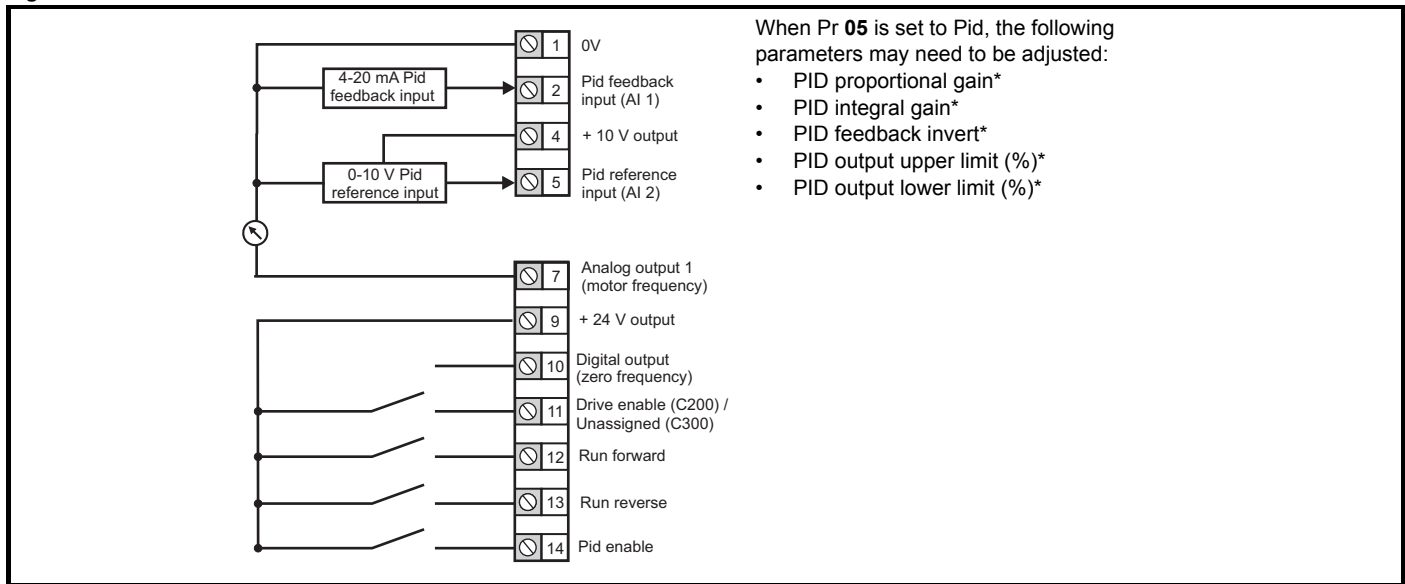 1 0V
4-20 mA Pid
feedback input
2 Pid feedback
input (AI 1)
4 + 10 V output
0-10 V Pid
reference input
5 Pid reference
input (AI 2)
7 Analog output 1
(motor frequency)
9 + 24 V output
10 Digital output
(zero frequency)
11 Drive enable (C200) /
Unassigned (C300)
12 Run forward
13 Run reverse
14 Pid enable
When Pr 05 is set to Pid, the following
parameters may need to be adjusted:
• PID proportional gain*
• PID integral gain*
• PID feedback invert*
• PID output upper limit (%)*
• PID output lower limit (%)*